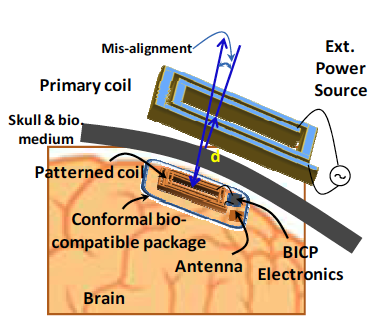 Mis-alignment
Ext.
Power
Source
Primary coil
Skull & bio.
medium
d
Patterned coil
Conformal bio-
compatible package
Antenna
BICP
Electronics
Brain
~